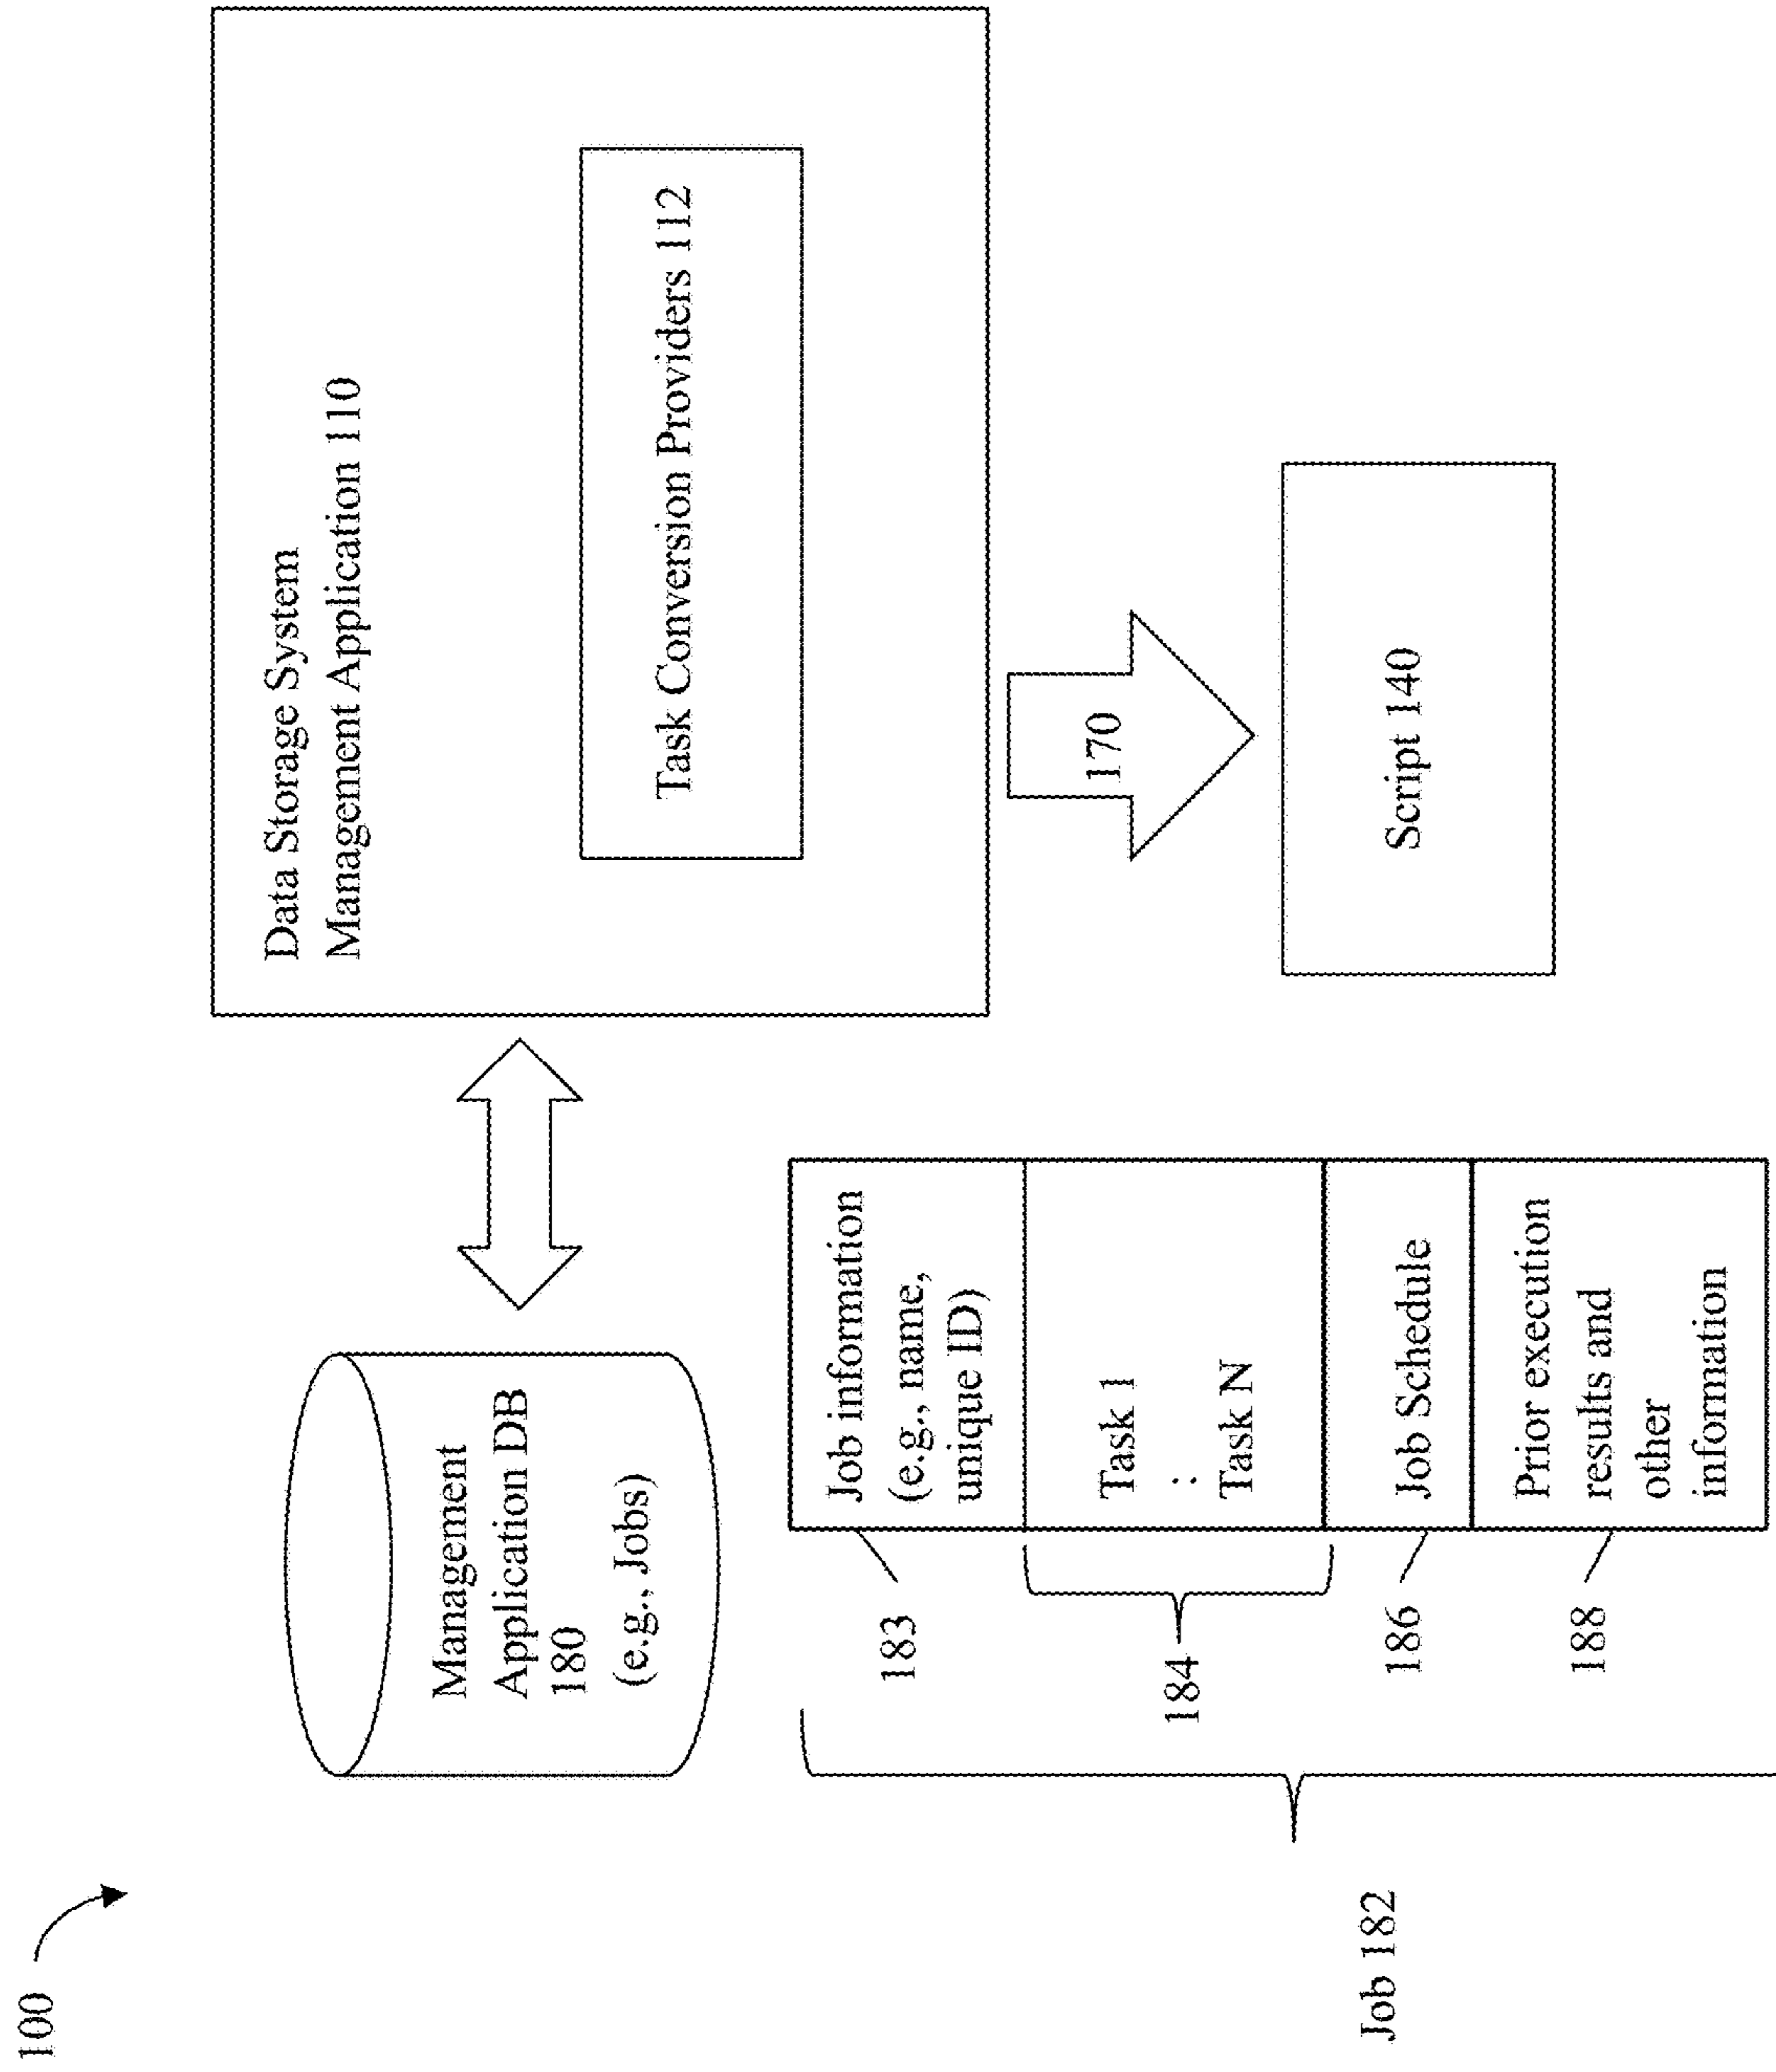 100
Data Storage System
Management Application 110
Task Conversion Providers 112
Management
Application DB
180
(e.g., Jobs)
170
Script 140
Job 182
183
184
186
188
Job information
(e.g., name,
unique ID)
Task 1
:
Task N
Job Schedule
Prior execution
results and
other
information